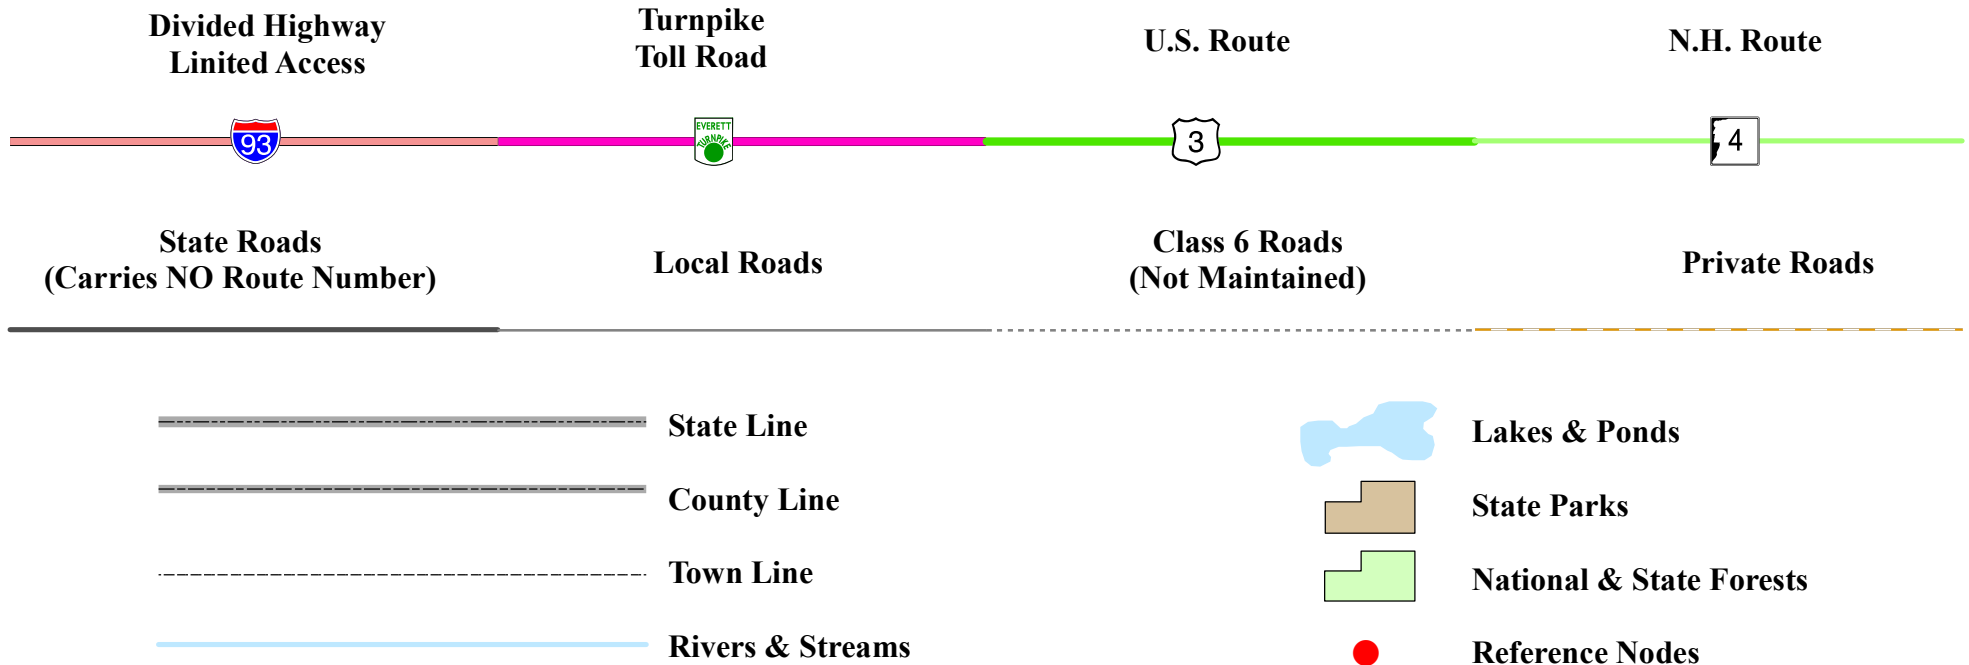 Divided Highway
Linited Access
Turnpike
Toll Road
U.S. Route
N.H. Route
93
EVERETT
TURNPIKE
3
4
State Roads
(Carries NO Route Number)
Local Roads
Class 6 Roads
(Not Maintained)
Private Roads
State Line
County Line
Town Line
Rivers & Streams
Lakes & Ponds
State Parks
National & State Forests
Reference Nodes